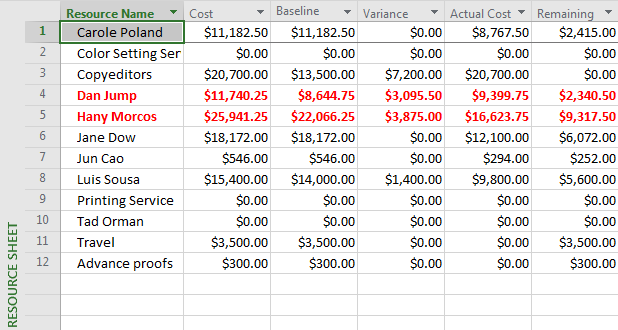 Resource Name Cost Baseline Variance Actual Cost Remaining
1 Carole Poland $11,182.50 $11,182.50 $0.00 $8,767.50 $2,415.00
2 Color Setting Ser $0.00 $0.00 $0.00 $0.00 $0.00
3 Copyeditors $20,700.00 $13,500.00 $7,200.00 $20,700.00 $0.00
4 Dan Jump $11,740.25 $8,644.75 $3,095.50 $9,399.75 $2,340.50
5 Hany Morcos $25,941.25 $22,066.25 $3,875.00 $16,623.75 $9,317.50
6 Jane Dow $18,172.00 $18,172.00 $0.00 $12,100.00 $6,072.00
7 Jun Cao $546.00 $546.00 $0.00 $294.00 $252.00
8 Luis Sousa $15,400.00 $14,000.00 $1,400.00 $9,800.00 $5,600.00
9 Printing Service $0.00 $0.00 $0.00 $0.00 $0.00
10 Tad Orman $0.00 $0.00 $0.00 $0.00 $0.00
11 Travel $3,500.00 $3,500.00 $0.00 $0.00 $3,500.00
12 Advance proofs $300.00 $300.00 $0.00 $0.00 $300.00
RESOURCE SHEET